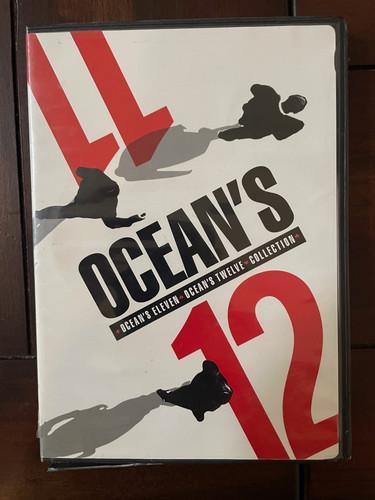 11
OCEAN'S
OCEAN'S ELEVEN OCEAN'S TWELVE COLLECTION
12